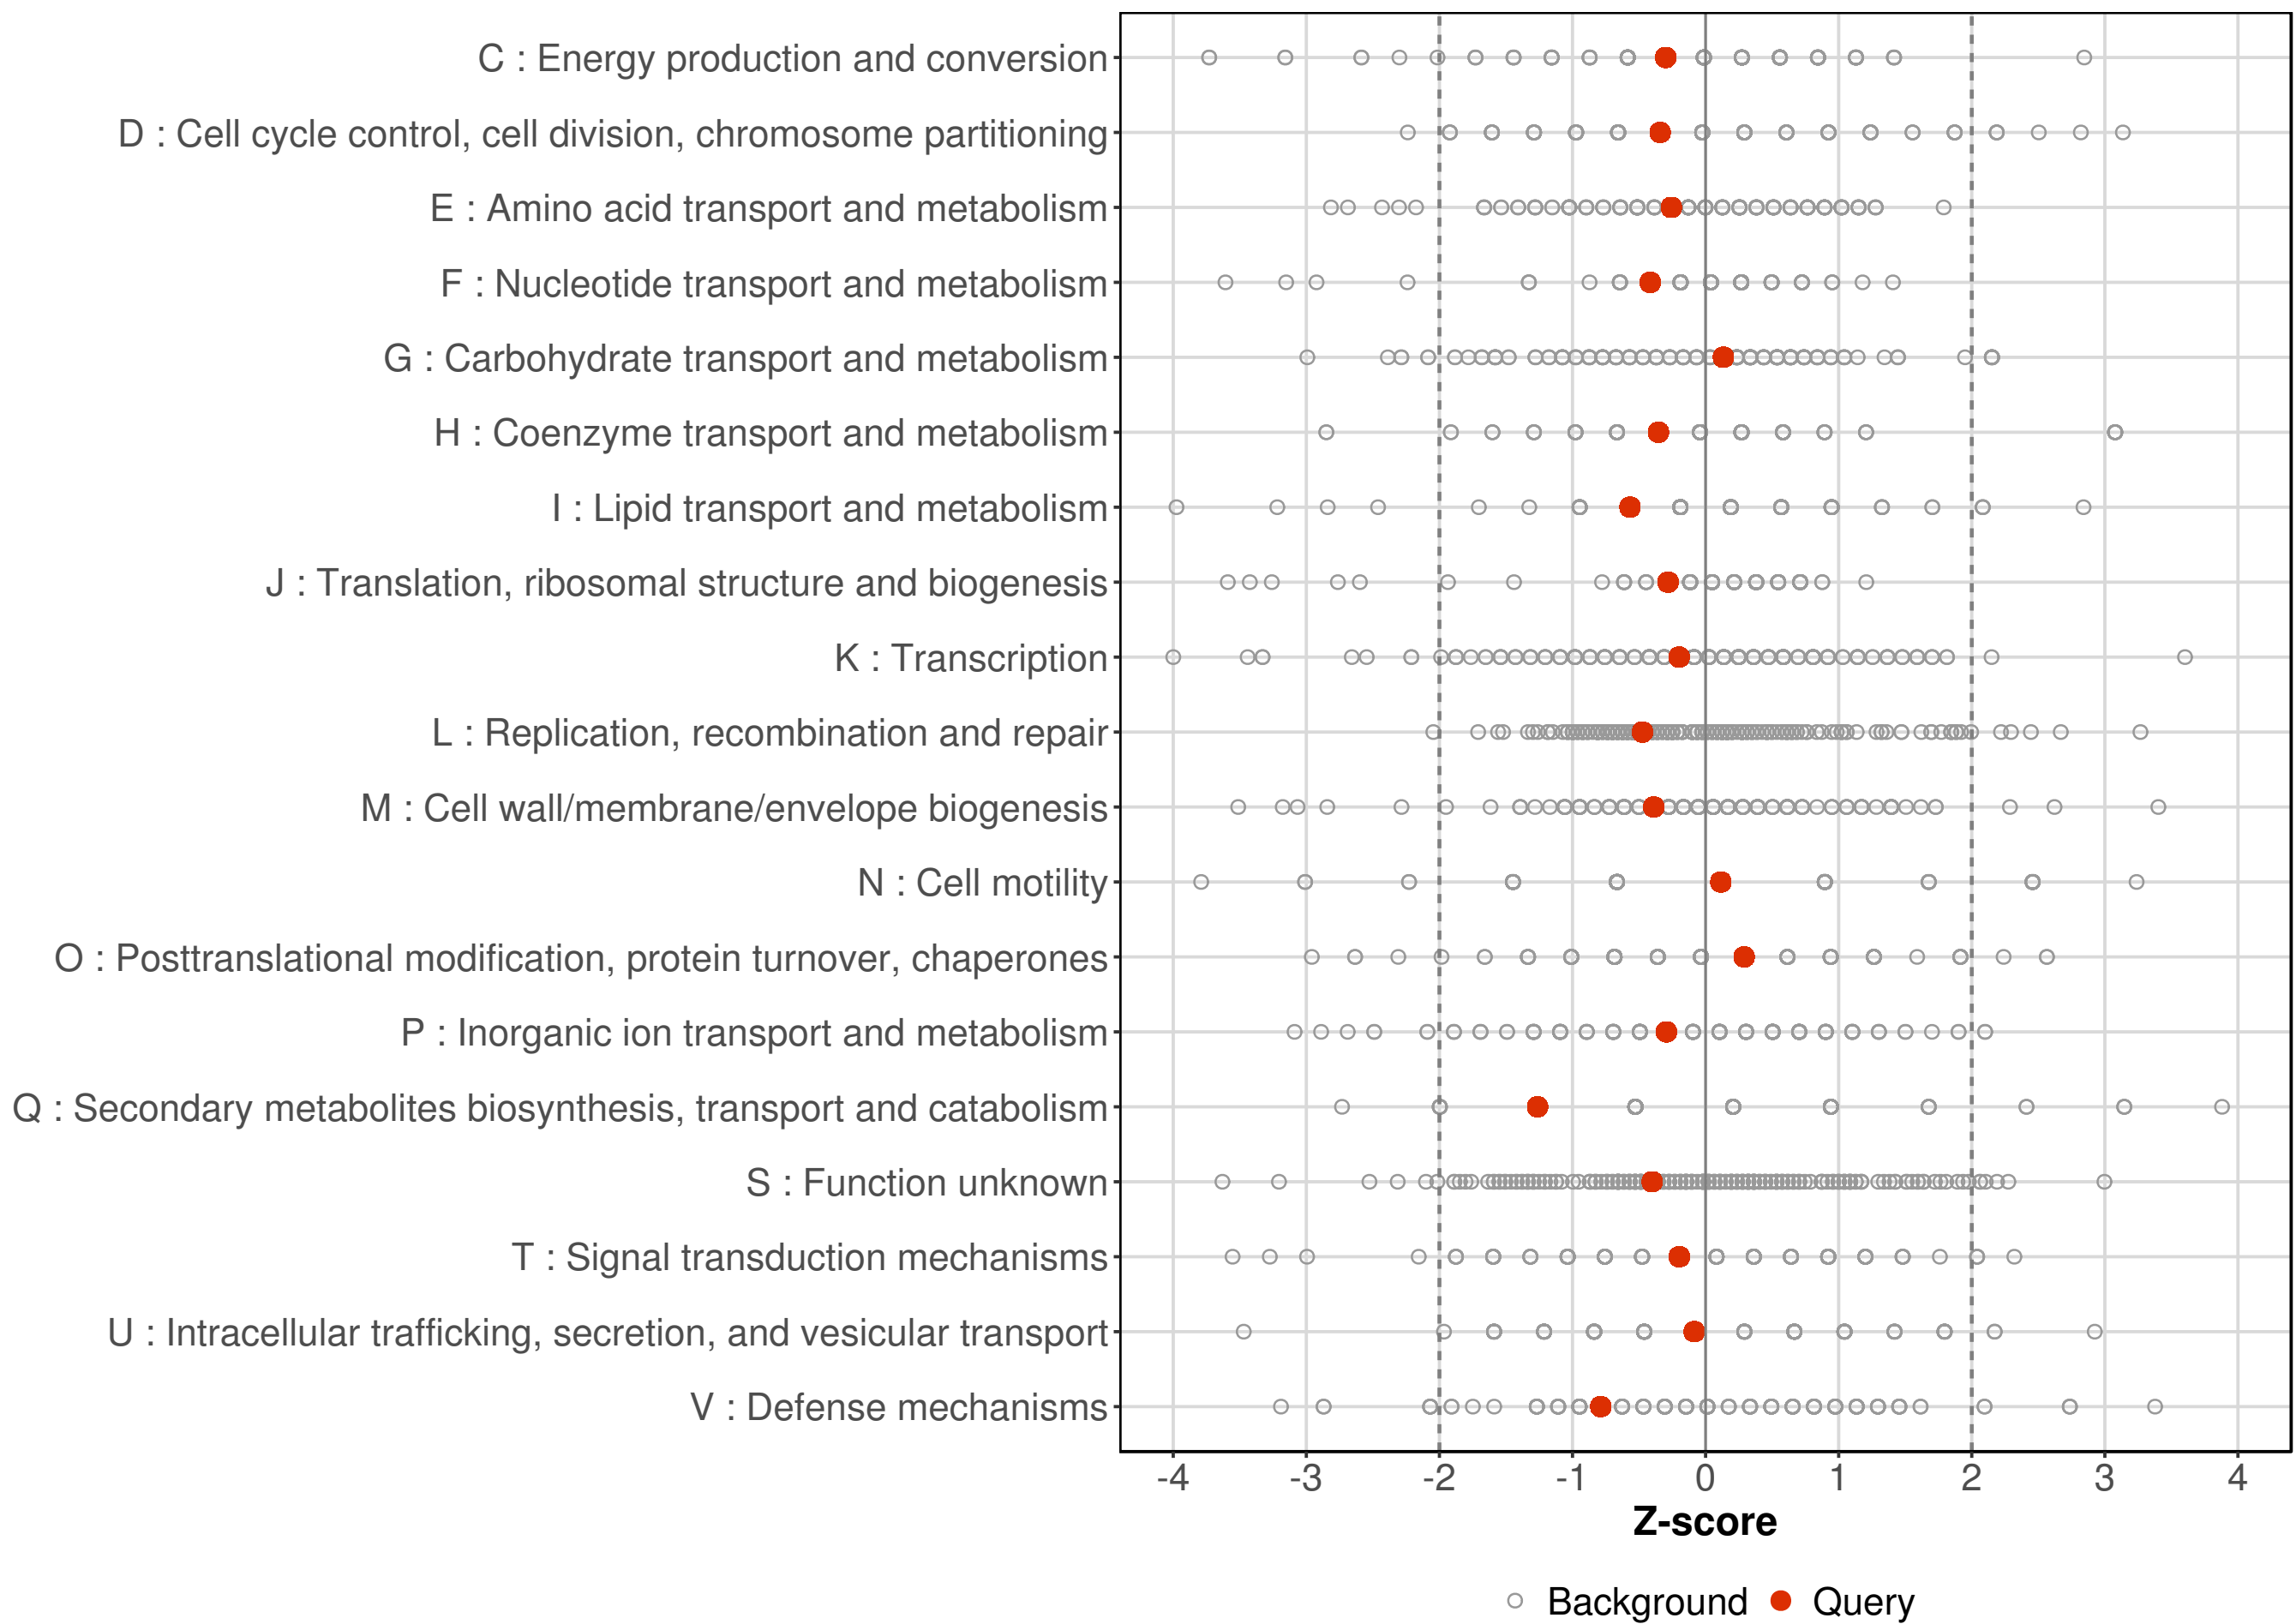 C : Energy production and conversion
D : Cell cycle control, cell division, chromosome partitioning
E : Amino acid transport and metabolism
F : Nucleotide transport and metabolism
G : Carbohydrate transport and metabolism
H : Coenzyme transport and metabolism
I : Lipid transport and metabolism
J : Translation, ribosomal structure and biogenesis
K : Transcription
L : Replication, recombination and repair
M : Cell wall/membrane/envelope biogenesis
N : Cell motility
O : Posttranslational modification, protein turnover, chaperones
P : Inorganic ion transport and metabolism
Q : Secondary metabolites biosynthesis, transport and catabolism
S : Function unknown
T : Signal transduction mechanisms
U : Intracellular trafficking, secretion, and vesicular transport
V : Defense mechanisms
-4 -3 -2 -1 0 1 2 3 4
Z-score
Background Query